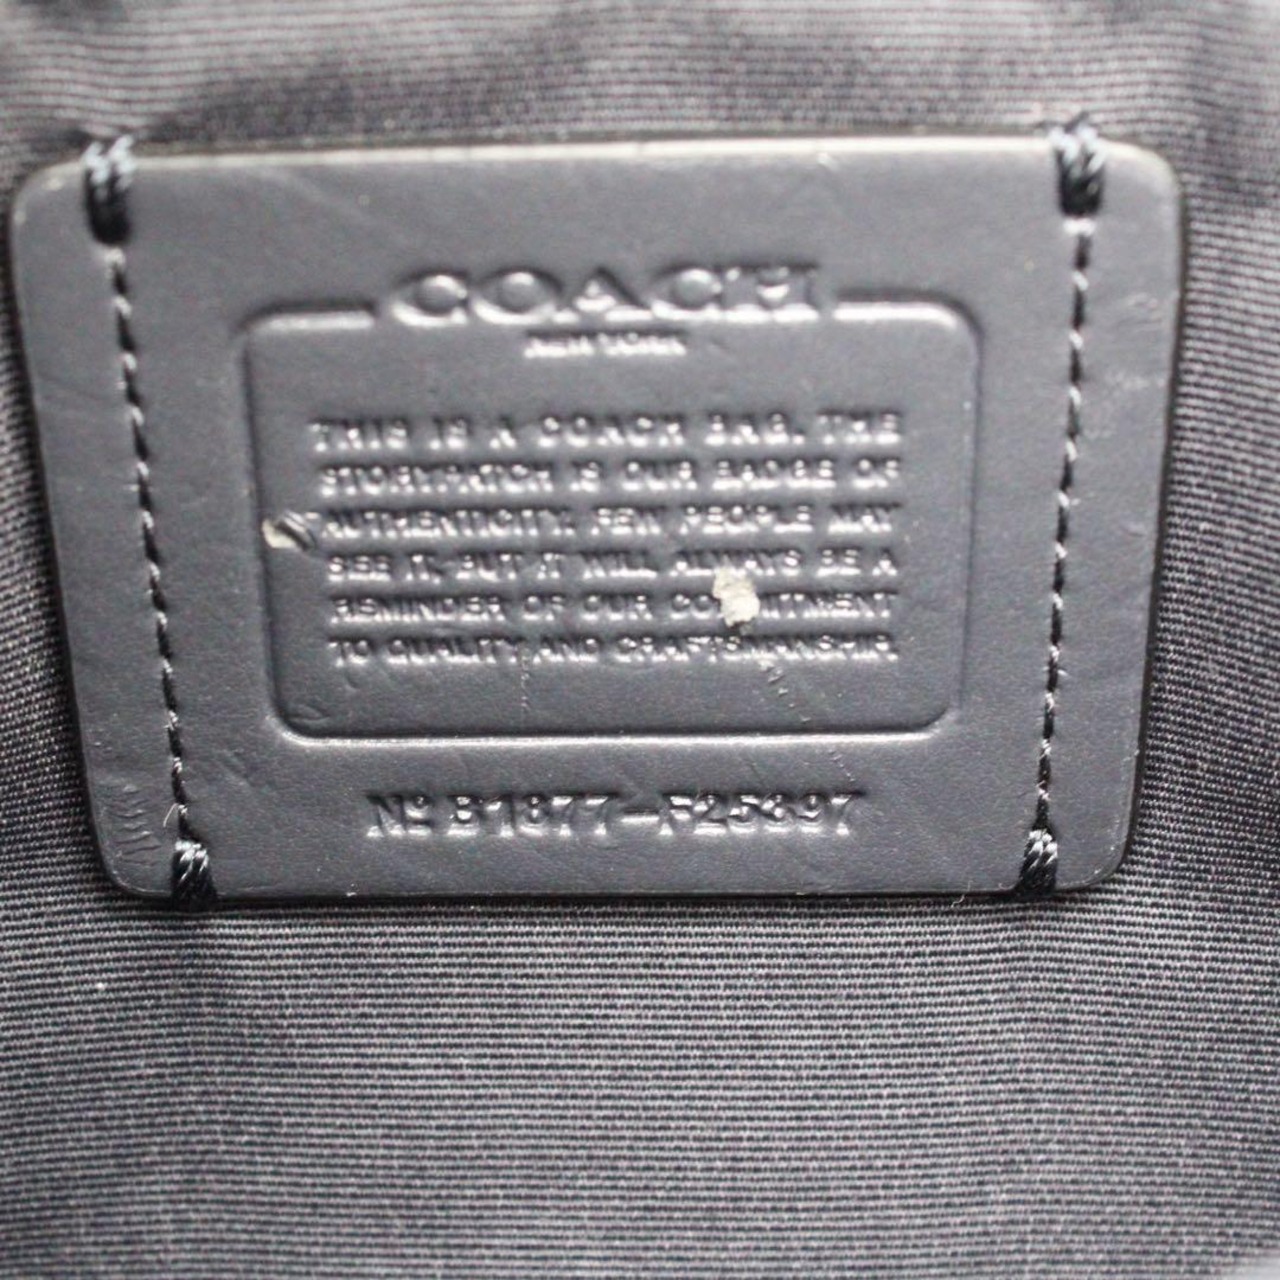 COACH
NEW YORK
THIS IS A COACH BAG. THE
STORYPATCH IS OUR BADGE OF
AUTHENTICITY. FEW PEOPLE MAY
SEE IT, BUT IT WILL ALWAYS BE A
REMINDER OF OUR COMMITMENT
TO QUALITY AND CRAFTSMANSHIP.
Nº B1877-F25397